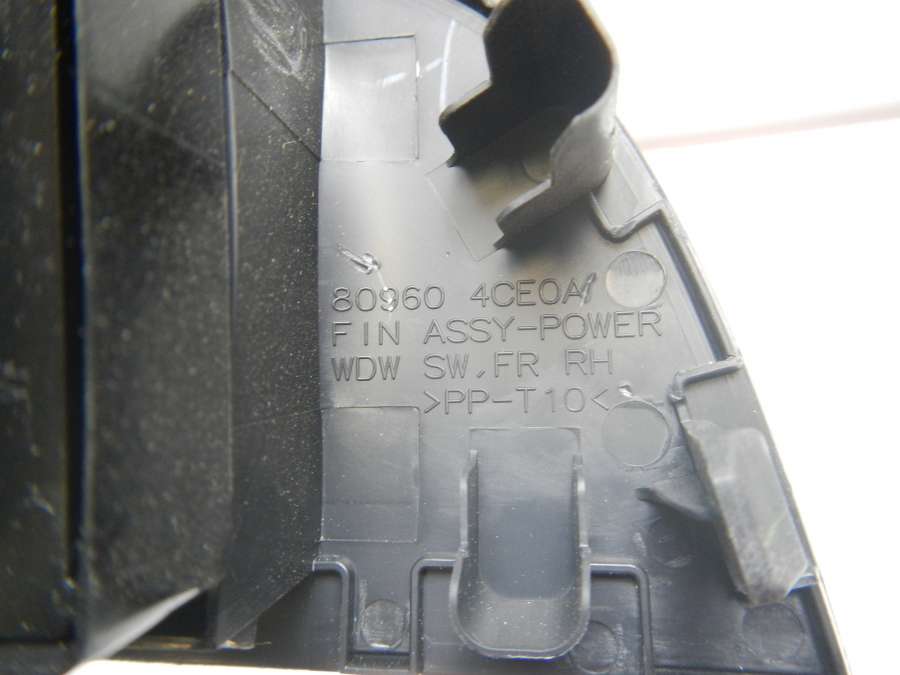 80960 4CE0A
FIN ASSY-POWER
WDW SW,FR RH
>PP-T10<